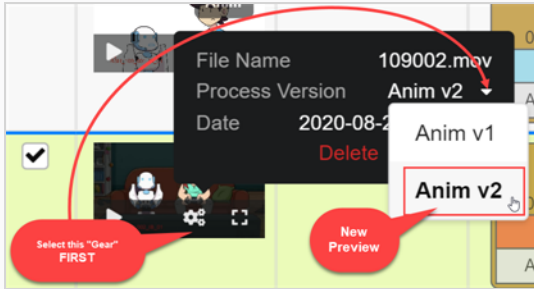 File Name 109002.mov
Process Version Anim v2
Date 2020-08-2
Delete
Anim v1
Anim v2
Select this "Gear"
FIRST
New
Preview